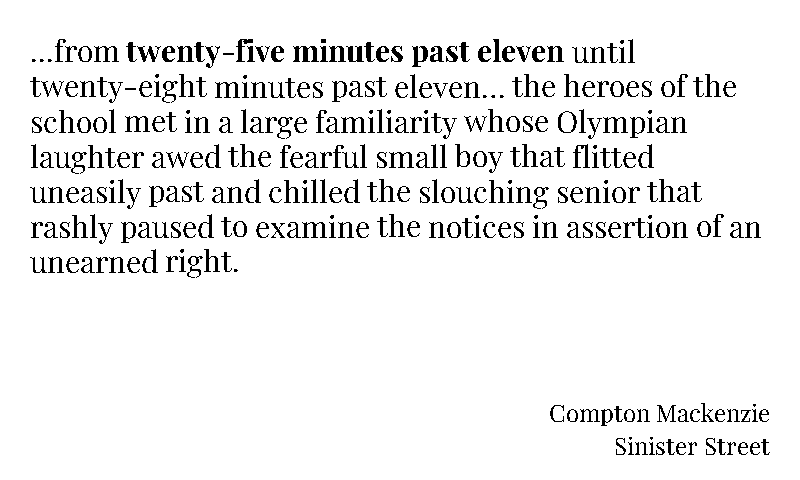 ...from twenty-five minutes past eleven until
twenty-eight minutes past eleven... the heroes of the
school met in a large familiarity whose Olympian
laughter awed the fearful small boy that flitted
uneasily past and chilled the slouching senior that
rashly paused to examine the notices in assertion of an
unearned right.
Compton Mackenzie
Sinister Street